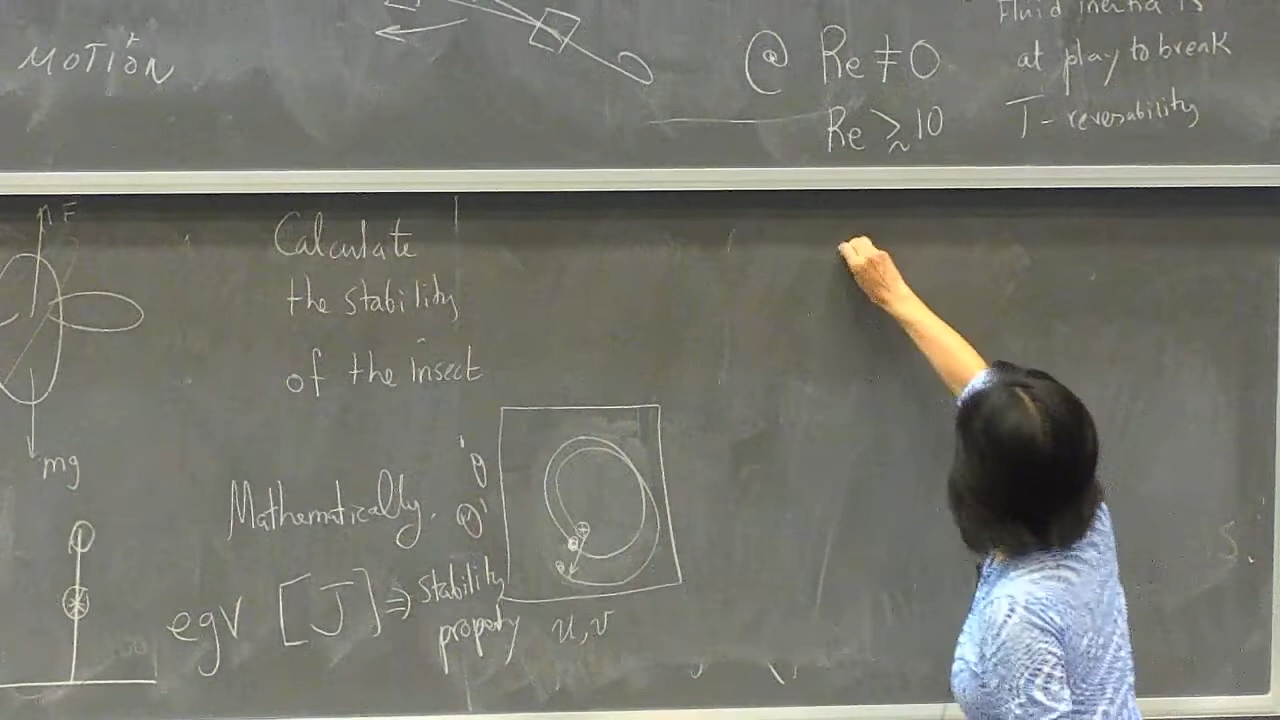 MOTION
@ Re ≠ 0
Re ≳ 10
Fluid inertia is
at play to break
T - reversability
F
mg
Calculate
the stability
of the insect
Mathematically.
egv [J] ⇒ stability
property
u, v
S.